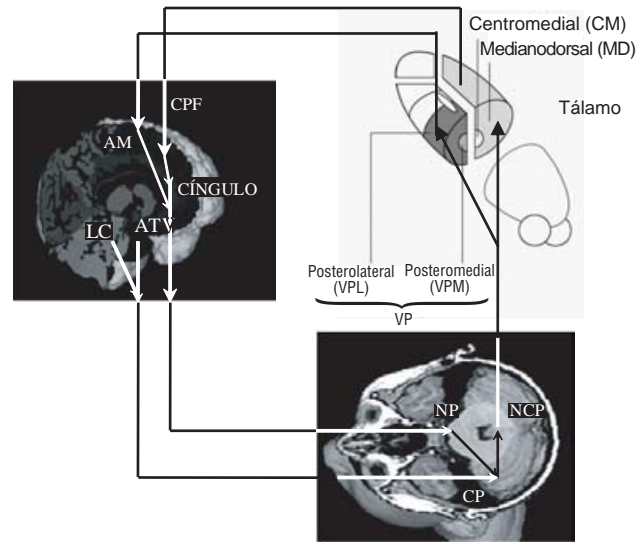 Centromedial (CM)
Medianodorsal (MD)
Tálamo
CPF
AM
CÍNGULO
LC
ATV
Posterolateral
(VPL)
Posteromedial
(VPM)
VP
NP
NCP
CP